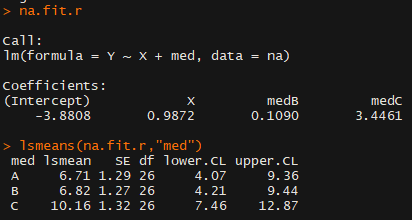 > na.fit.r
Call:
lm(formula = Y ~ X + med, data = na)
Coefficients:
(Intercept)            X         medB         medC
    -3.8808       0.9872       0.1090       3.4461
> lsmeans(na.fit.r,"med")
 med lsmean   SE df lower.CL upper.CL
 A     6.71 1.29 26     4.07     9.36
 B     6.82 1.27 26     4.21     9.44
 C    10.16 1.32 26     7.46    12.87